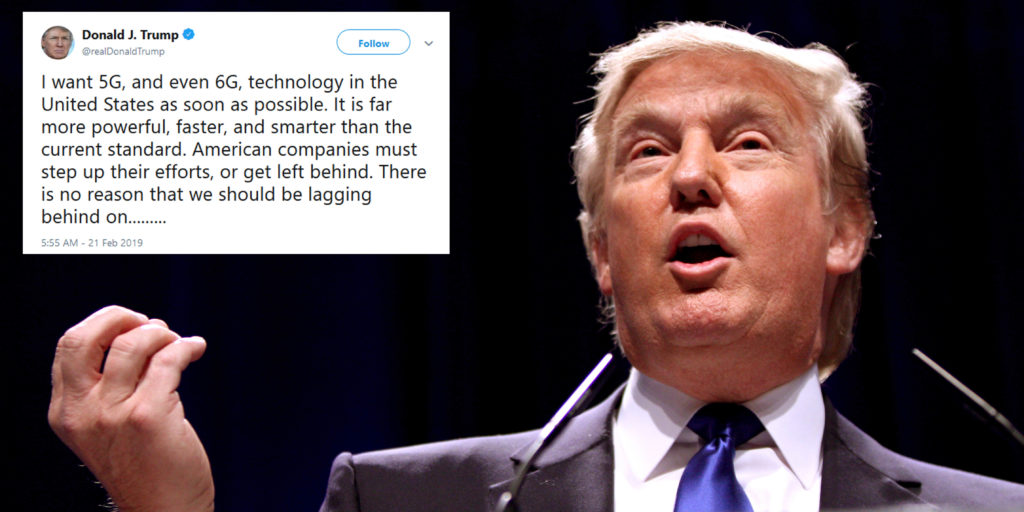 Donald J. Trump
@realDonaldTrump
Follow
I want 5G, and even 6G, technology in the
United States as soon as possible. It is far
more powerful, faster, and smarter than the
current standard. American companies must
step up their efforts, or get left behind. There
is no reason that we should be lagging
behind on.........
5:55 AM - 21 Feb 2019